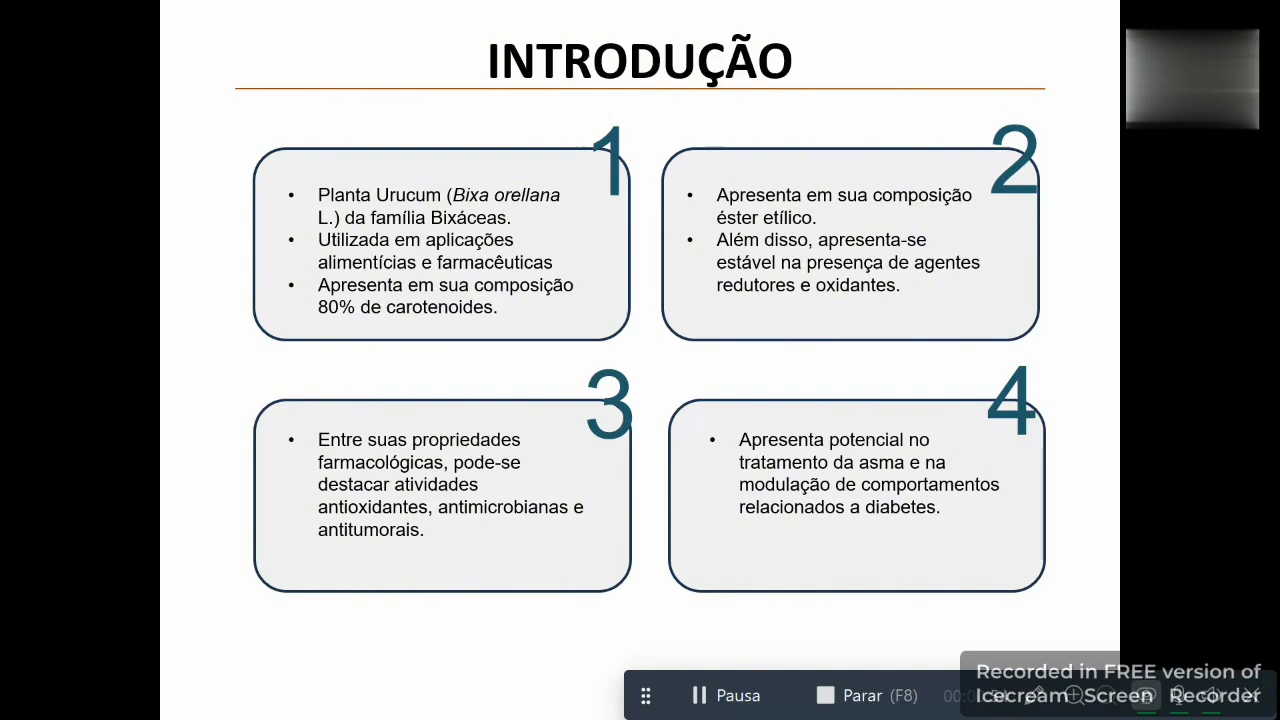 INTRODUÇÃO
1
• Planta Urucum (Bixa orellana
L.) da família Bixáceas.
• Utilizada em aplicações
alimentícias e farmacêuticas
• Apresenta em sua composição
80% de carotenoides.
2
• Apresenta em sua composição
éster etílico.
• Além disso, apresenta-se
estável na presença de agentes
redutores e oxidantes.
3
• Entre suas propriedades
farmacológicas, pode-se
destacar atividades
antioxidantes, antimicrobianas e
antitumorais.
4
• Apresenta potencial no
tratamento da asma e na
modulação de comportamentos
relacionados a diabetes.
Recorded in FREE version of
Icecream Screen Recorder
Pausa
Parar (F8)